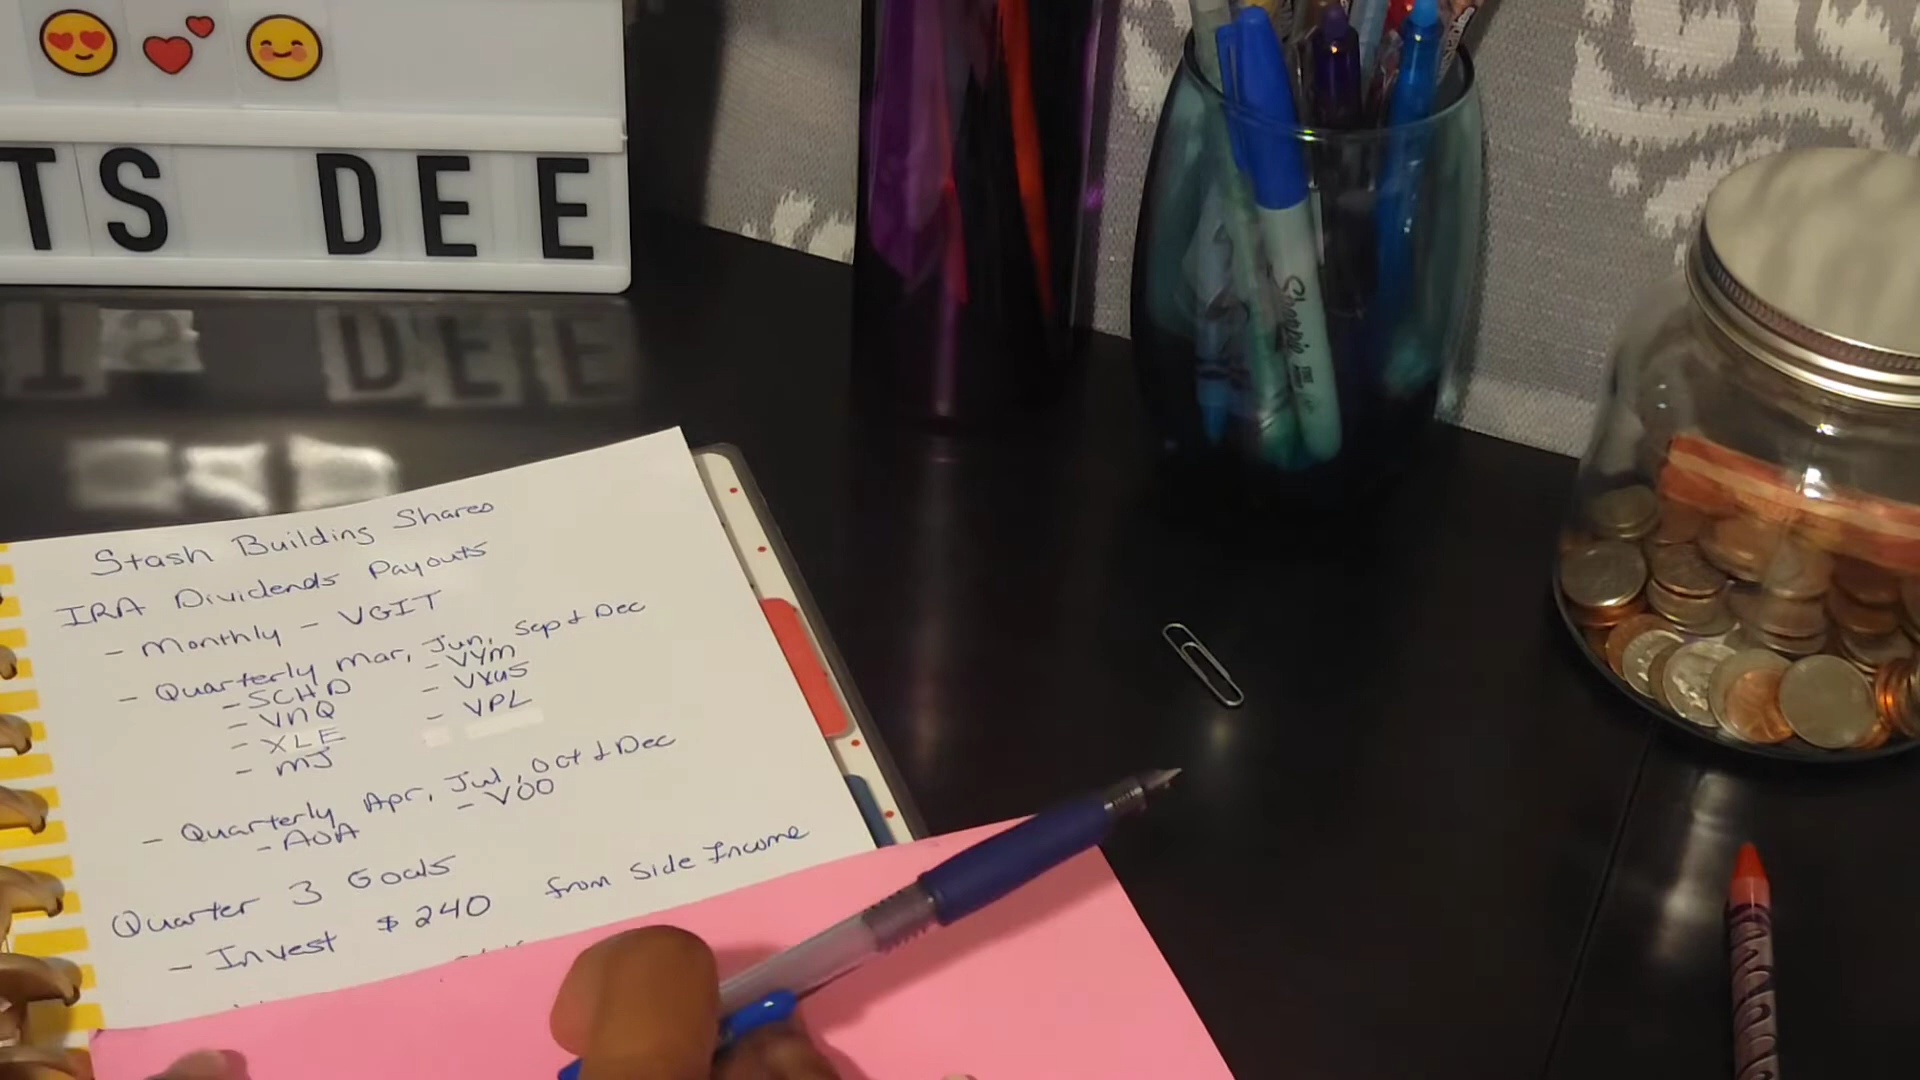 TS DEE
Sharpie
Stash Building Shares
IRA Dividends Payouts
- Monthly - VGIT
- Quarterly Mar, Jun, Sep & Dec
- SCHD - VYM
- VNQ - VXUS
- XLE - VPL
- MJ
- Quarterly Apr, Jul, Oct & Dec
- AOA - VOO
Quarter 3 Goals
- Invest $240 from Side Income